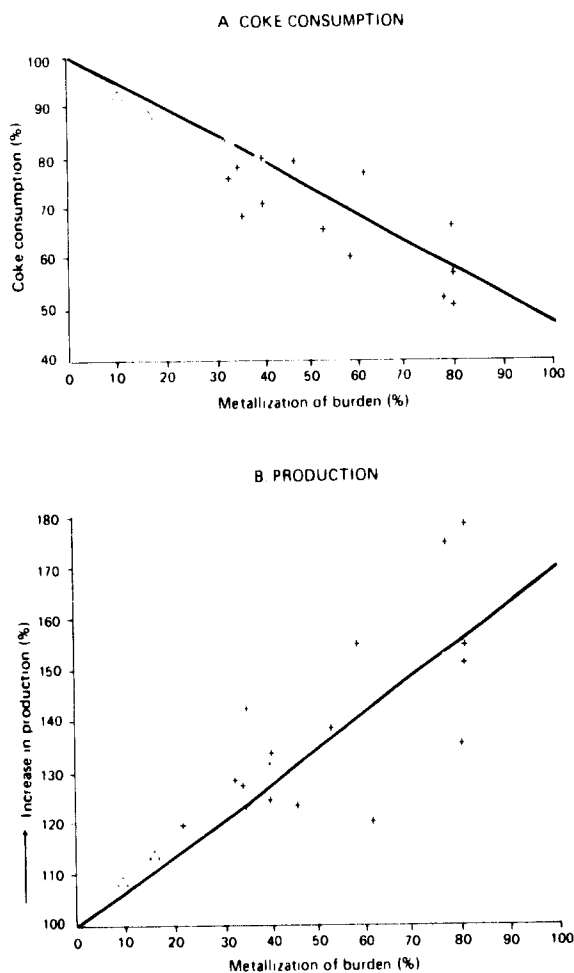 A COKE CONSUMPTION
100
90
80
70
60
50
40
Coke consumption (%)
0 10 20 30 40 50 60 70 80 90 100
Metallization of burden (%)
B. PRODUCTION
180
170
160
150
140
130
120
110
100
Increase in production (%)
0 10 20 30 40 50 60 70 80 90 100
Metallization of burden (%)